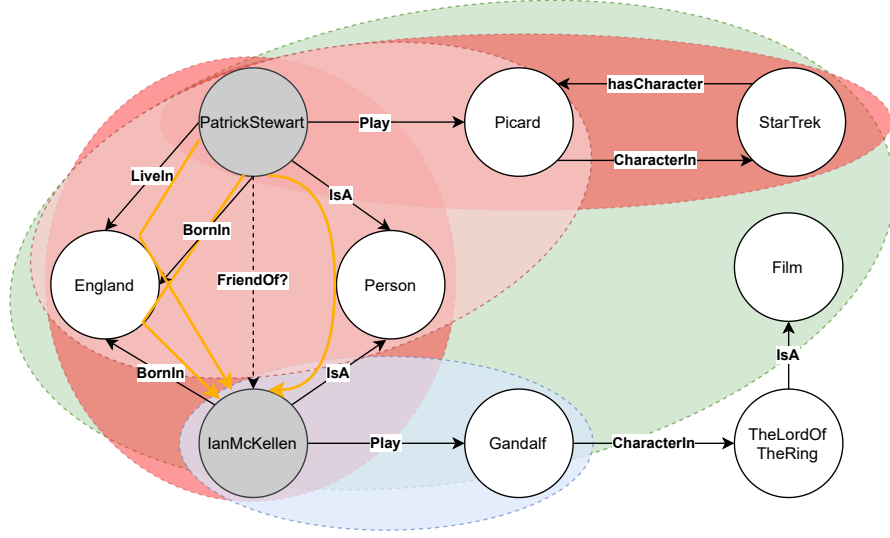 hasCharacter
PatrickStewart
Play
Picard
StarTrek
CharacterIn
LiveIn
IsA
BornIn
Film
FriendOf?
England
Person
IsA
BornIn
IsA
IanMcKellen
Play
Gandalf
CharacterIn
TheLordOf
TheRing